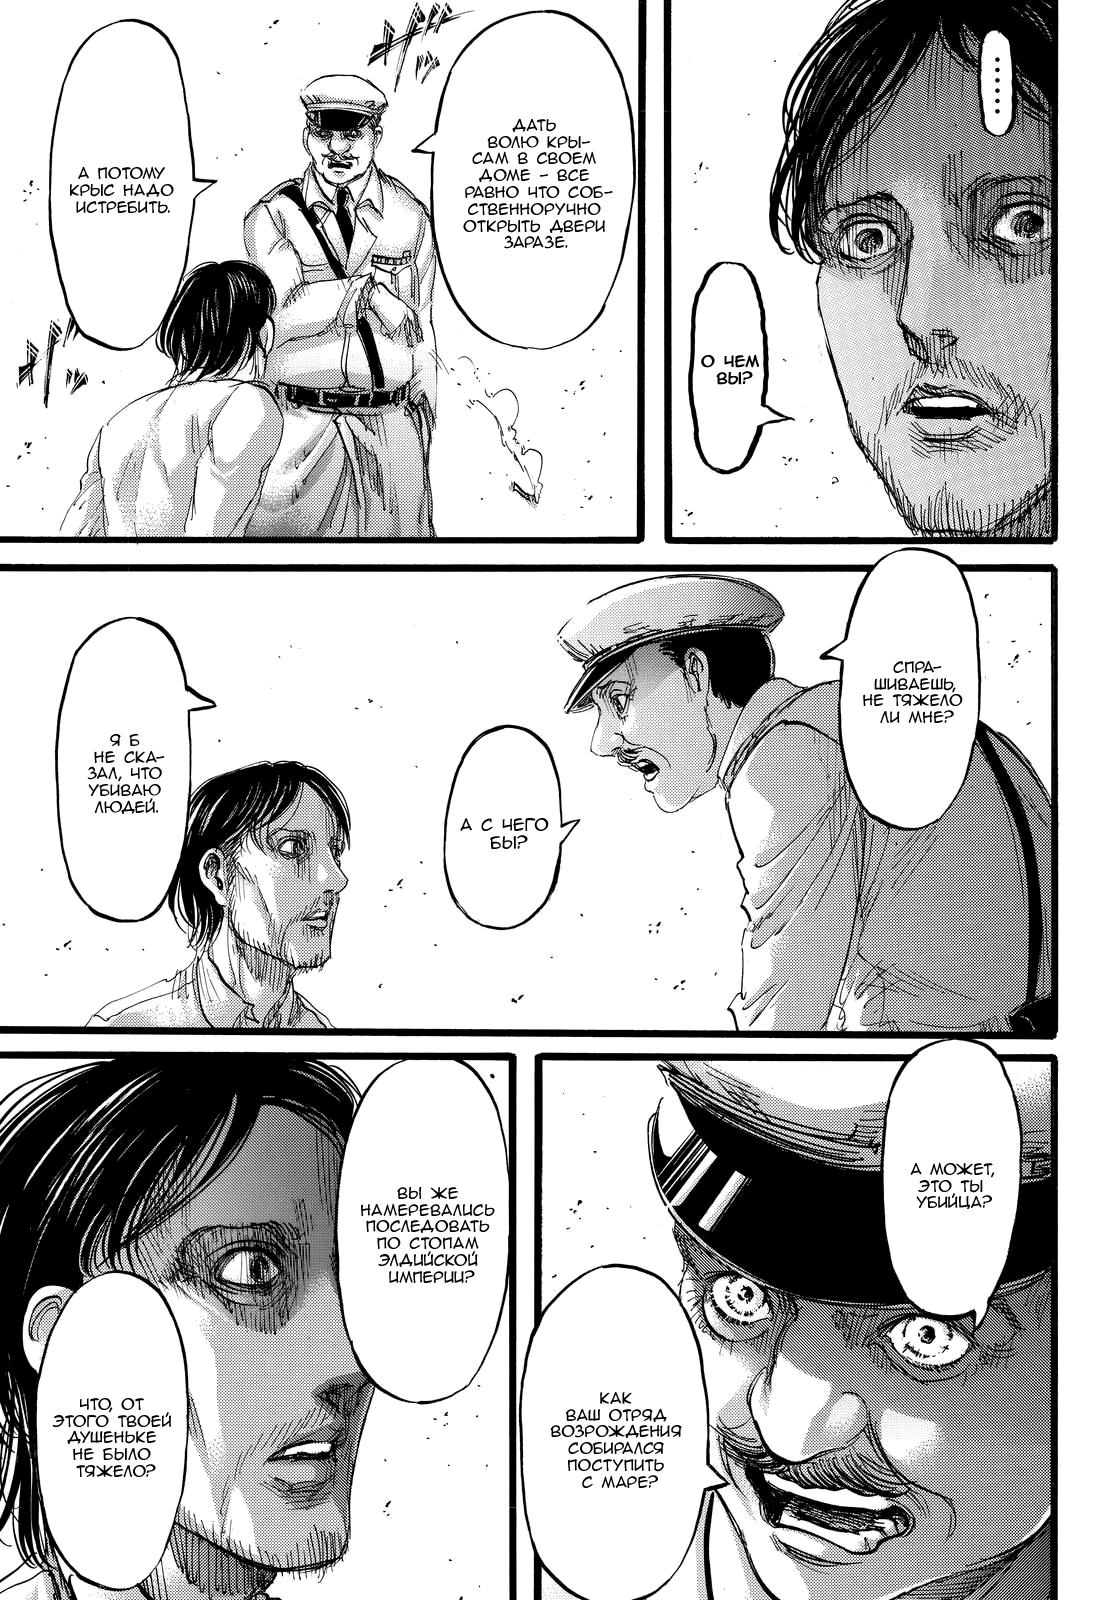 ........
О ЧЕМ
ВЫ?
ДАТЬ
ВОЛЮ КРЫ-
САМ В СВОЕМ
ДОМЕ - ВСЕ
РАВНО ЧТО СОБ-
СТВЕННОРУЧНО
ОТКРЫТЬ ДВЕРИ
ЗАРАЗЕ.
А ПОТОМУ
КРЫС НАДО
ИСТРЕБИТЬ.
СПРА-
ШИВАЕШЬ,
НЕ ТЯЖЕЛО
ЛИ МНЕ?
А С ЧЕГО
БЫ?
Я Б
НЕ СКА-
ЗАЛ, ЧТО
УБИВАЮ
ЛЮДЕЙ.
А МОЖЕТ,
ЭТО ТЫ
УБИЙЦА?
КАК
ВАШ ОТРЯД
ВОЗРОЖДЕНИЯ
СОБИРАЛСЯ
ПОСТУПИТЬ
С МАРЕ?
ВЫ ЖЕ
НАМЕРЕВАЛИСЬ
ПОСЛЕДОВАТЬ
ПО СТОПАМ
ЭЛДИЙСКОЙ
ИМПЕРИИ?
ЧТО, ОТ
ЭТОГО ТВОЕЙ
ДУШЕНЬКЕ
НЕ БЫЛО
ТЯЖЕЛО?